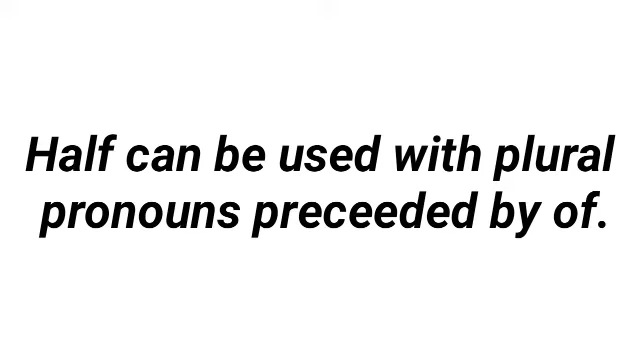 Half can be used with plural
pronouns preceeded by of.